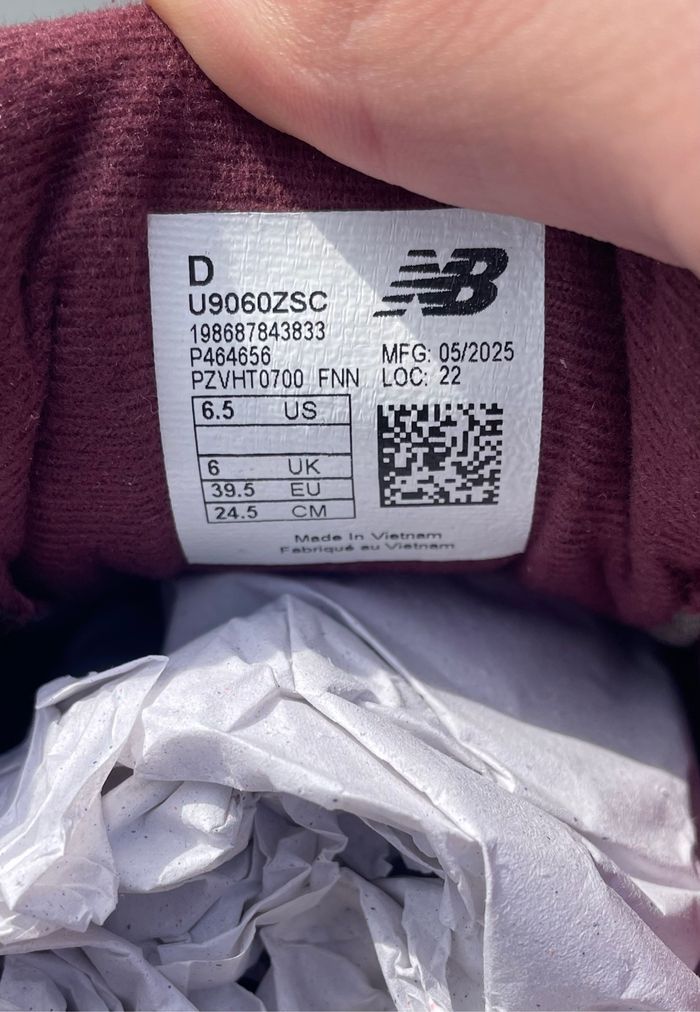 D
NB
U9060ZSC
198687843833
P464656
MFG: 05/2025
PZVHT0700 FNN
LOC: 22
6.5 US
6 UK
39.5 EU
24.5 CM
Made In Vietnam
Fabriqué au Vietnam